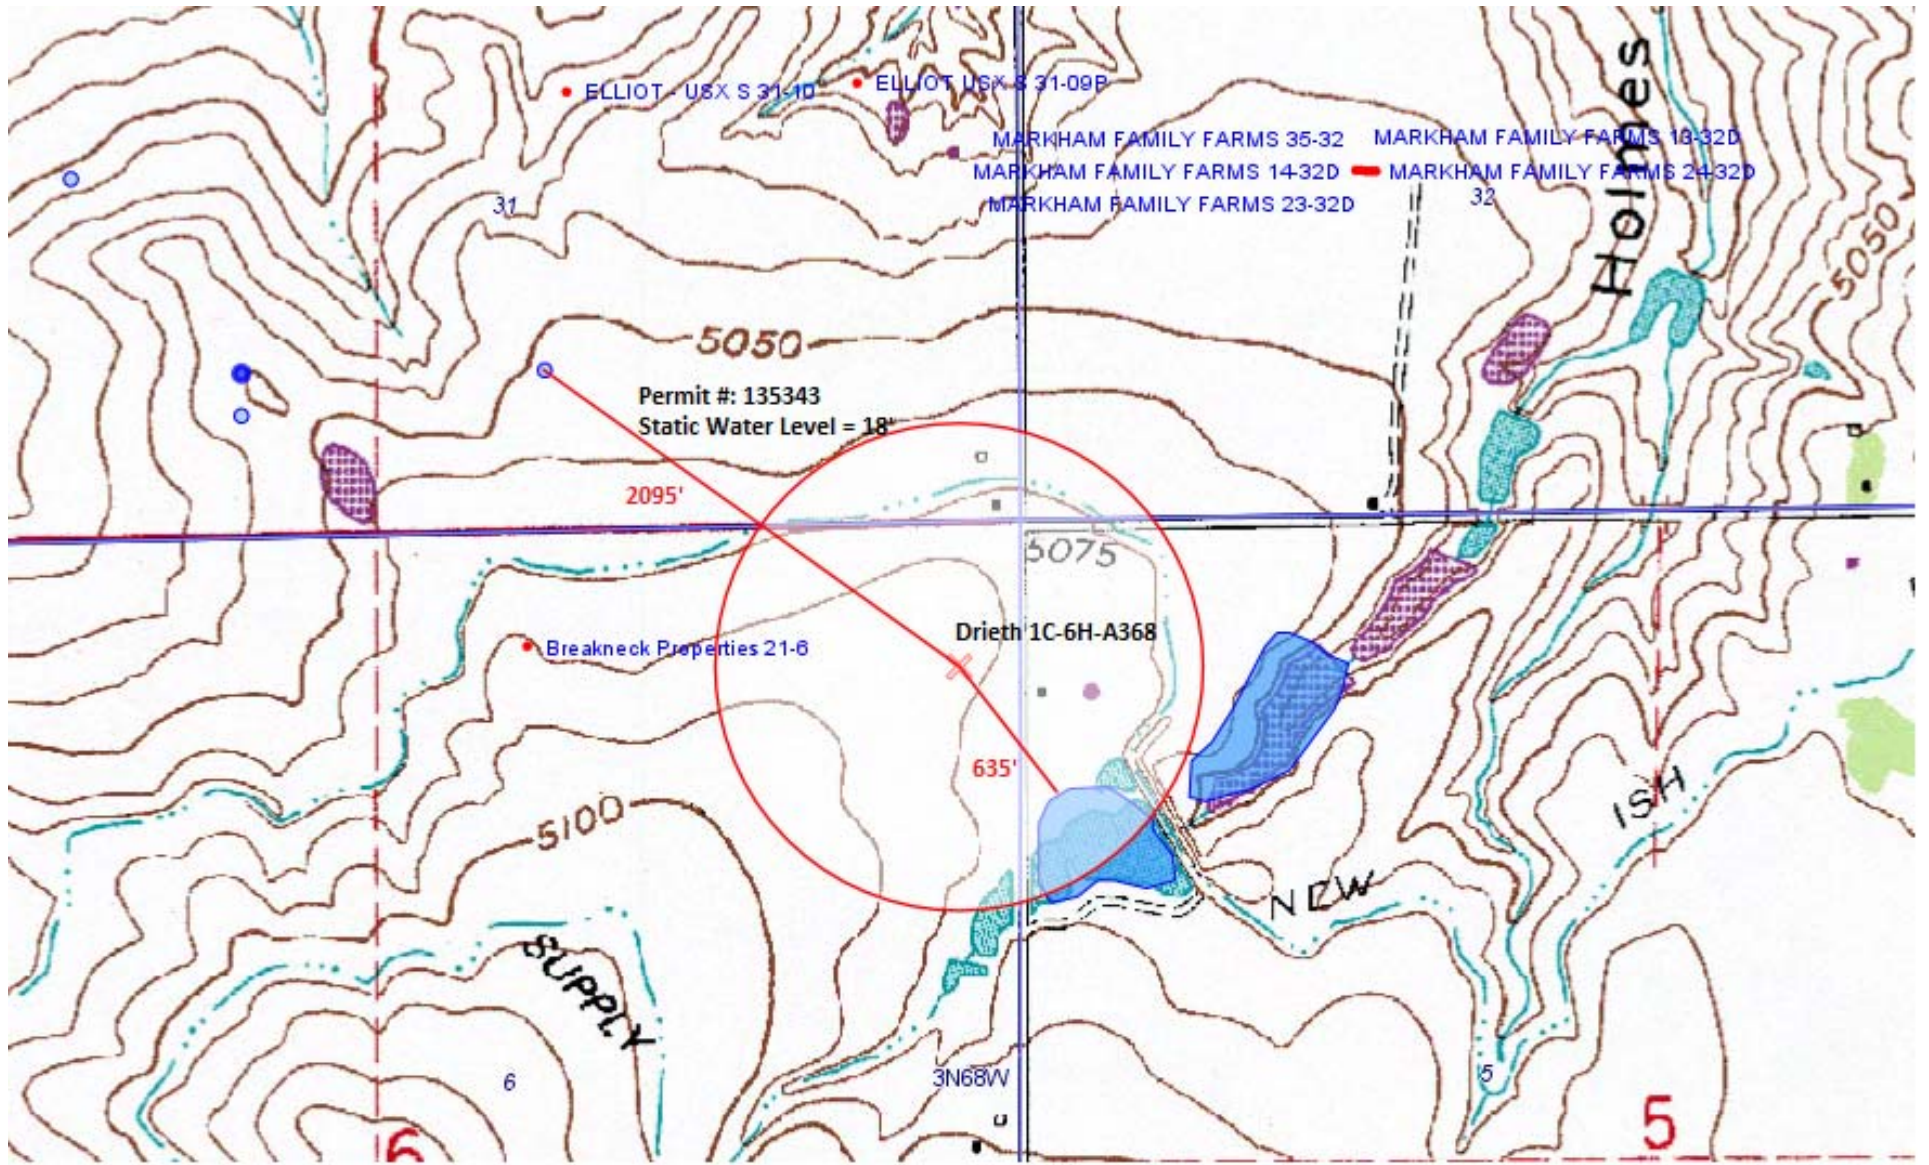 ELLIOT - USX S 31-10
ELLIOT USX S 31-09P
Holmes
MARKHAM FAMILY FARMS 35-32
MARKHAM FAMILY FARMS 13-32D
MARKHAM FAMILY FARMS 14-32D
MARKHAM FAMILY FARMS 24-32D
31
MARKHAM FAMILY FARMS 23-32D
32
5050
5050
Permit #: 135343
Static Water Level = 18'
2095'
5075
Drieth 1C-6H-A368
Breakneck Properties 21-6
635'
ISH
5100
NEW
SUPPLY
6
3N68W
5
6
5